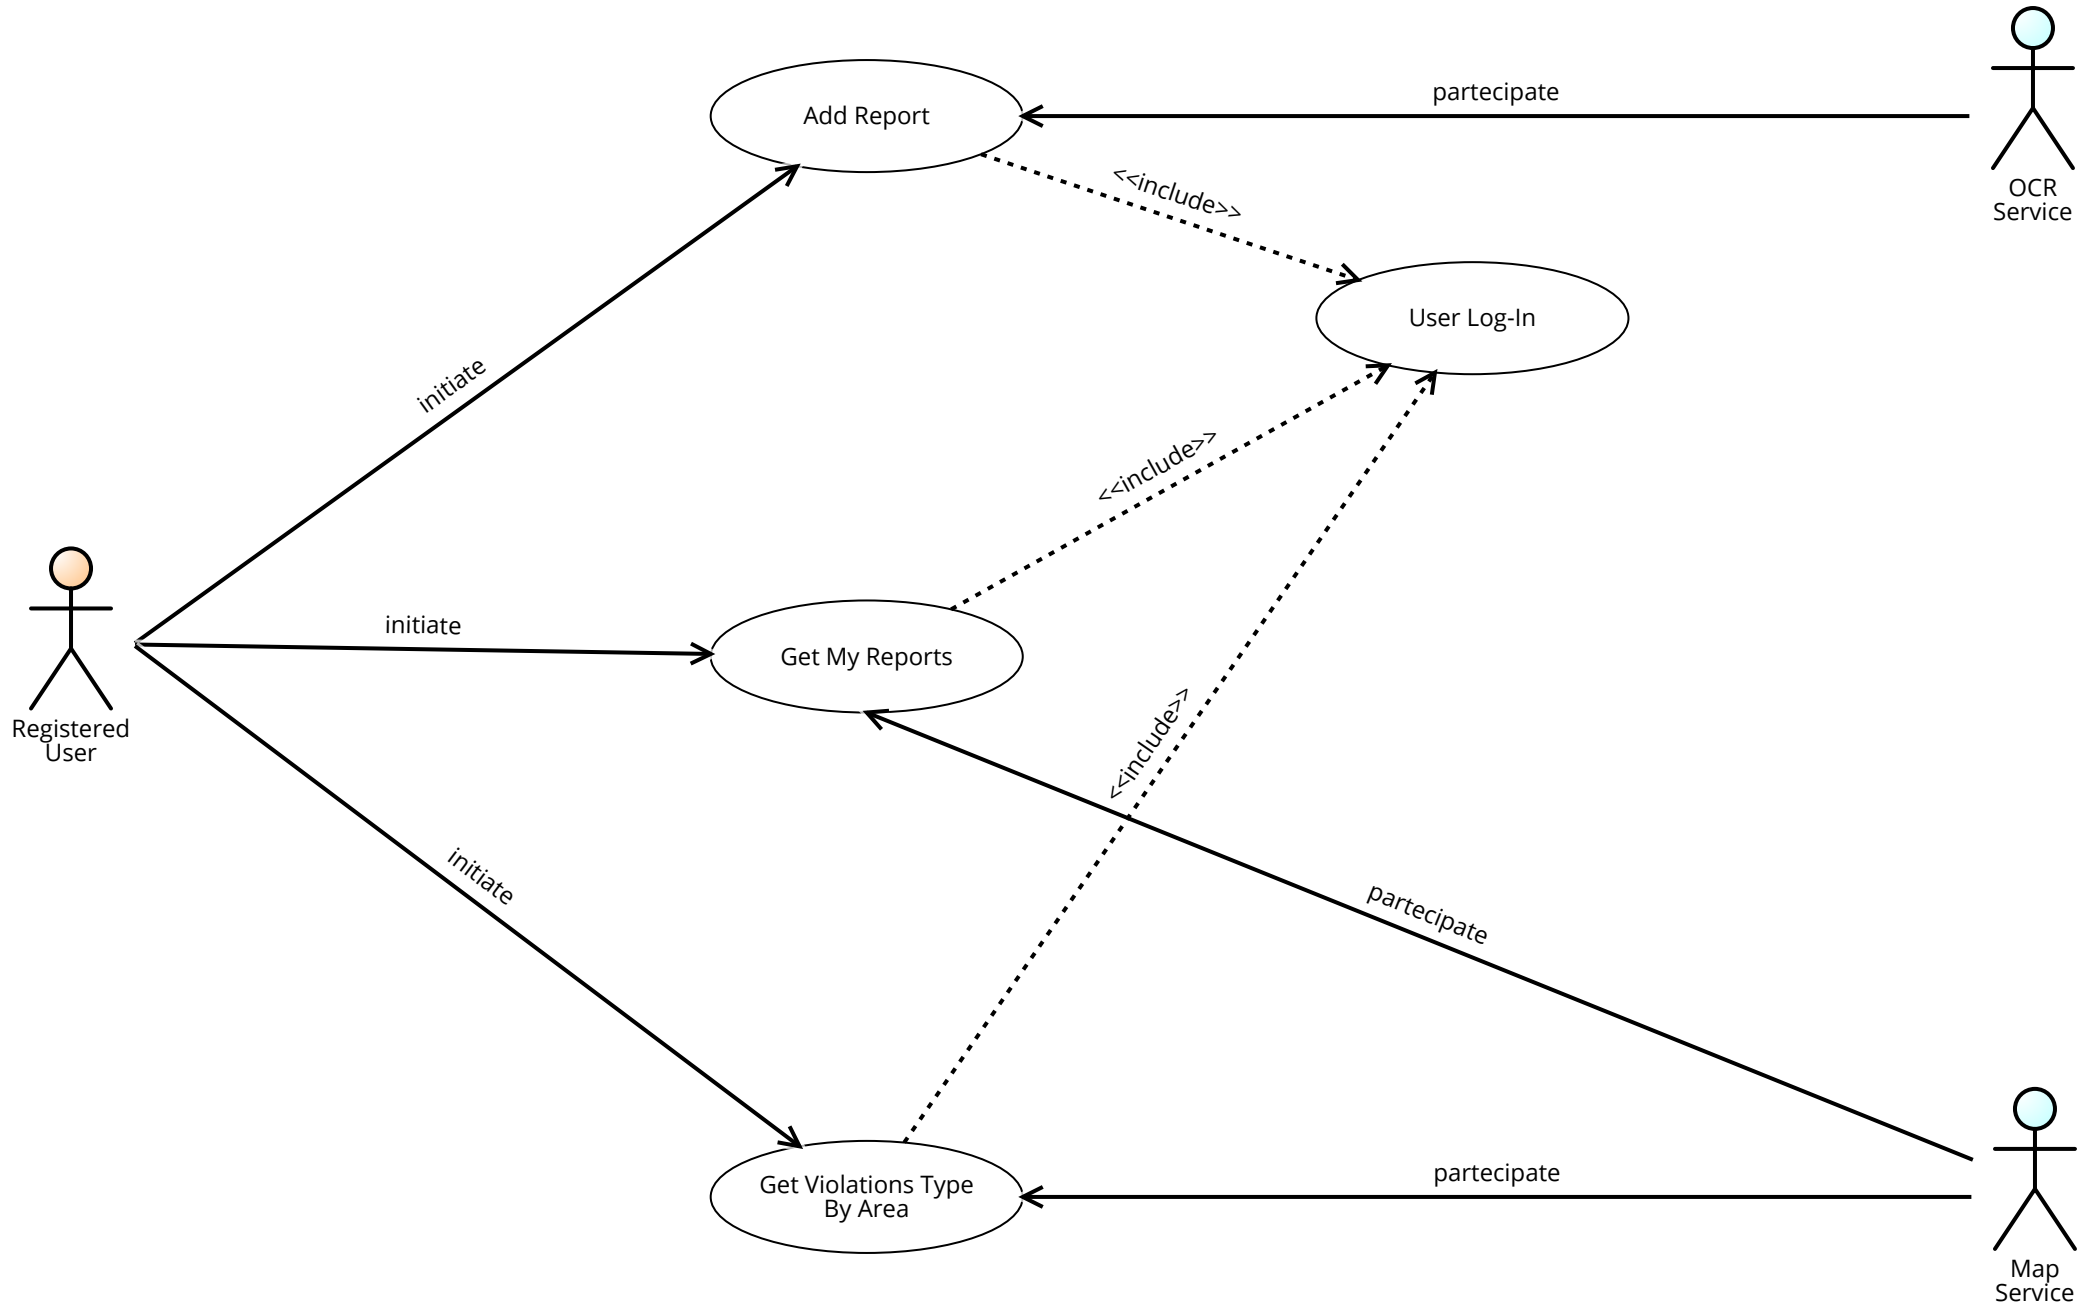 partecipate
Add Report
<<include>>
OCR
Service
User Log-In
initiate
<<include>>
initiate
Get My Reports
Registered
User
<<include>>
initiate
partecipate
partecipate
Get Violations Type
By Area
Map
Service